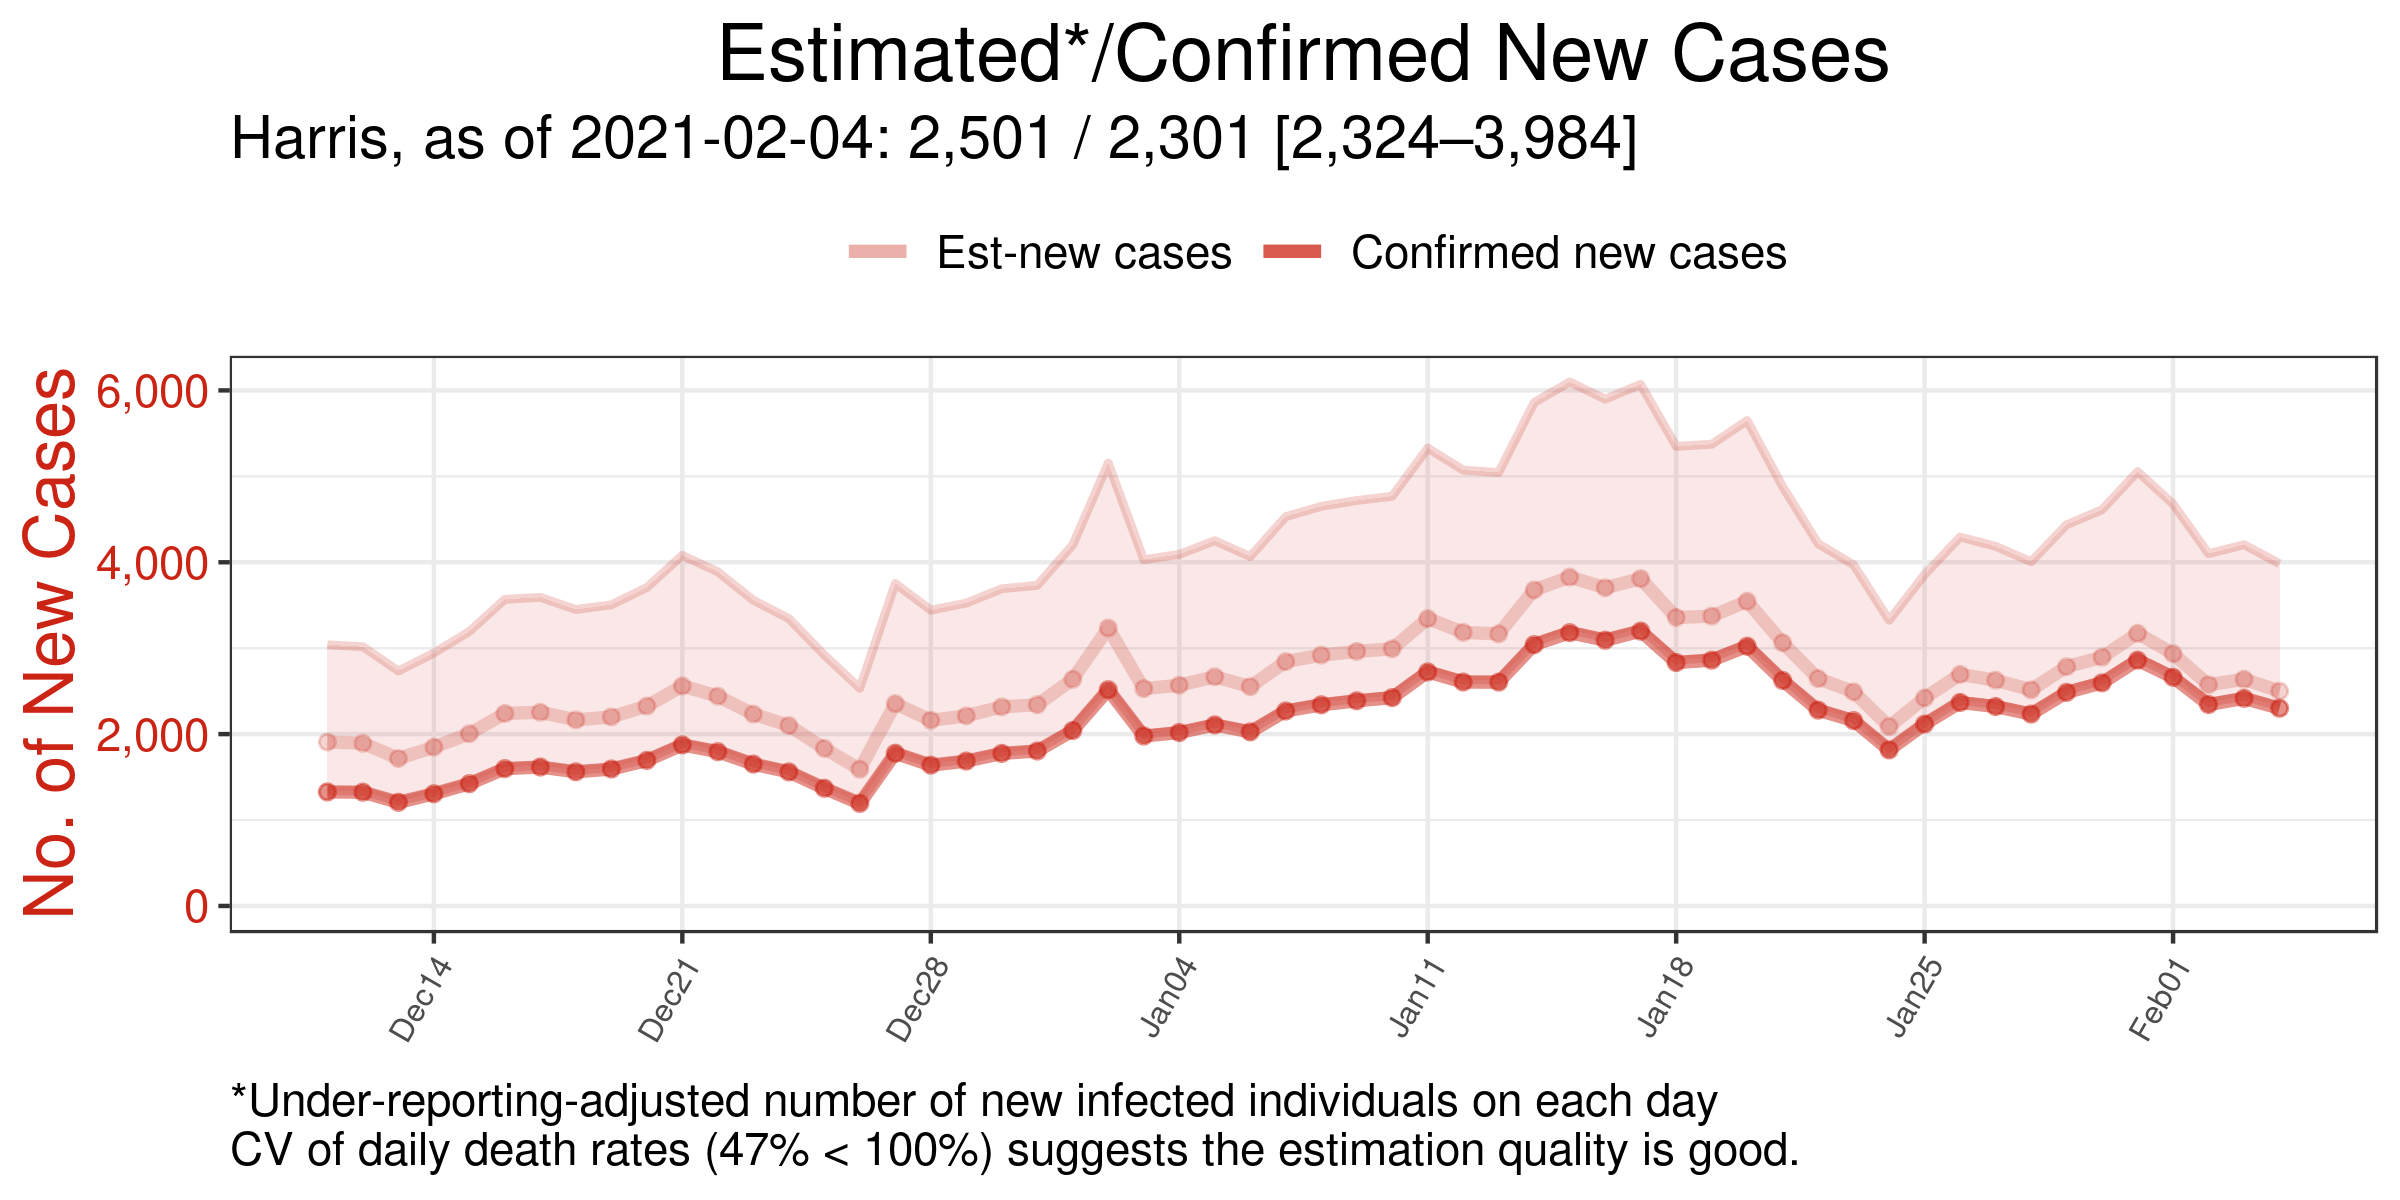 Estimated*/Confirmed New Cases
Harris, as of 2021-02-04: 2,501 / 2,301 [2,324–3,984]
Est-new cases Confirmed new cases
No. of New Cases
6,000
4,000
2,000
0
Dec14 Dec21 Dec28 Jan04 Jan11 Jan18 Jan25 Feb01
*Under-reporting-adjusted number of new infected individuals on each day
CV of daily death rates (47% < 100%) suggests the estimation quality is good.